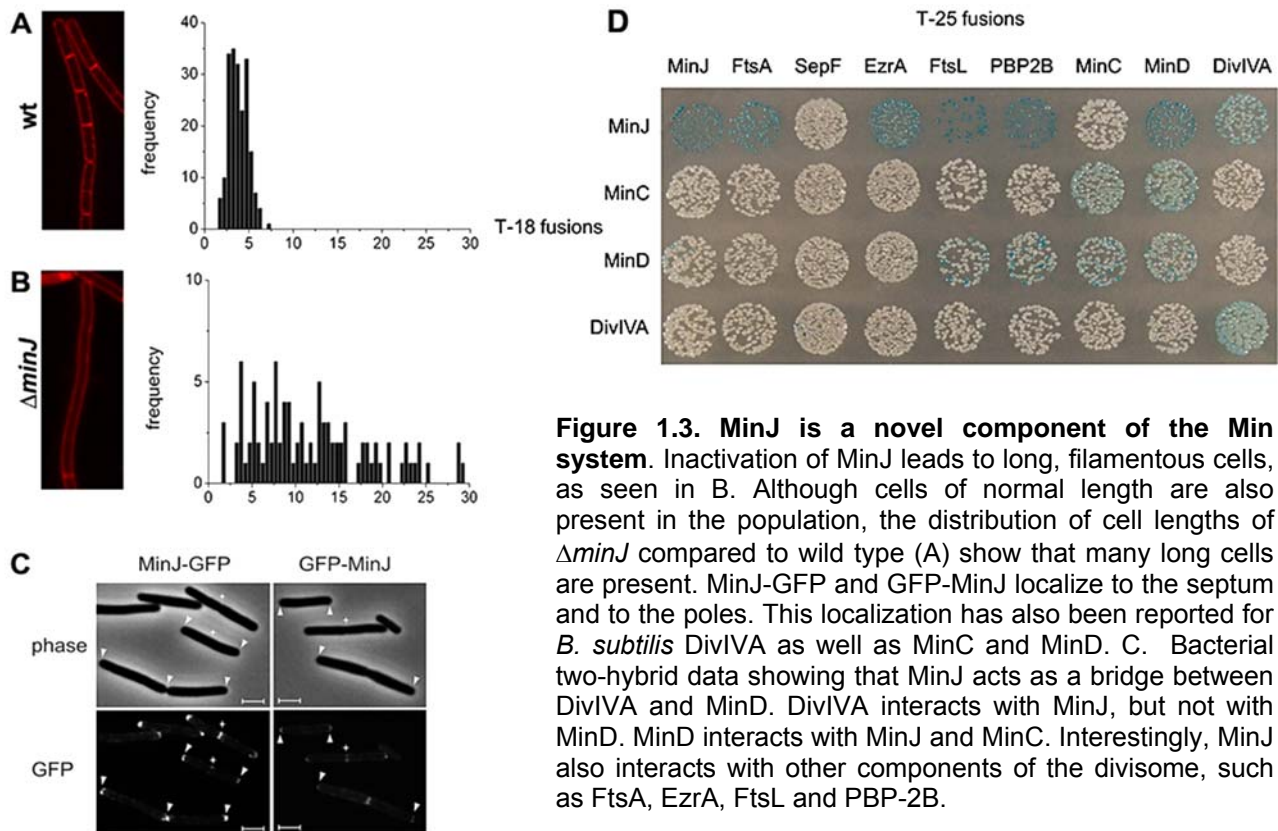 A
wt
frequency
40
30
20
10
0
0 5 10 15 20 25 30
B
ΔminJ
frequency
10
5
0
0 5 10 15 20 25 30
C
MinJ-GFP GFP-MinJ
phase
GFP
D
T-25 fusions
MinJ FtsA SepF EzrA FtsL PBP2B MinC MinD DivIVA
T-18 fusions
MinJ
MinC
MinD
DivIVA
Figure 1.3. MinJ is a novel component of the Min
system. Inactivation of MinJ leads to long, filamentous cells,
as seen in B. Although cells of normal length are also
present in the population, the distribution of cell lengths of
ΔminJ compared to wild type (A) show that many long cells
are present. MinJ-GFP and GFP-MinJ localize to the septum
and to the poles. This localization has also been reported for
B. subtilis DivIVA as well as MinC and MinD. C. Bacterial
two-hybrid data showing that MinJ acts as a bridge between
DivIVA and MinD. DivIVA interacts with MinJ, but not with
MinD. MinD interacts with MinJ and MinC. Interestingly, MinJ
also interacts with other components of the divisome, such
as FtsA, EzrA, FtsL and PBP-2B.